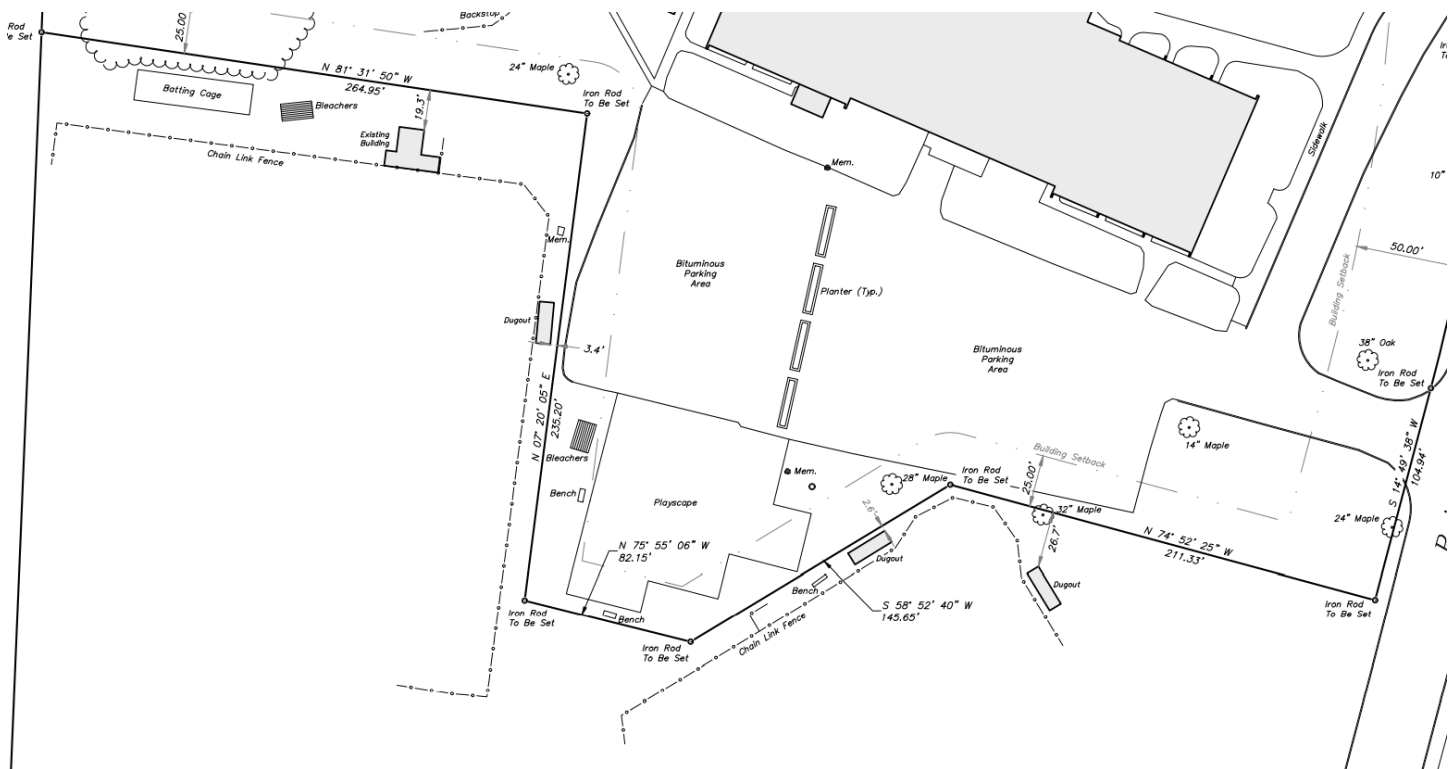 Iron Rod
Be Set
25.00'
Backstop
N 81° 31' 50" W
264.95'
24" Maple
Iron Rod
To Be Set
Batting Cage
Bleachers
19.3'
Existing
Building
Chain Link Fence
Mem.
Dugout
3.4'
N 07° 20' 05" E
235.20'
Bleachers
Bench
Iron Rod
To Be Set
Mem.
Bituminous
Parking
Area
Planter (Typ.)
Bituminous
Parking
Area
Sidewalk
10"
50.00'
Building Setback
38" Oak
Iron Rod
To Be Set
14" Maple
Building Setback
25.00'
Iron Rod
To Be Set
28" Maple
Mem.
Playscape
2.6'
32" Maple
26.7'
N 74° 52' 25" W
211.33'
S 14° 49' 38" W
104.94'
24" Maple
N 75° 55' 06" W
82.15'
Dugout
Dugout
Bench
S 58° 52' 40" W
145.65'
Bench
Chain Link Fence
Iron Rod
To Be Set
Iron Rod
To Be Set